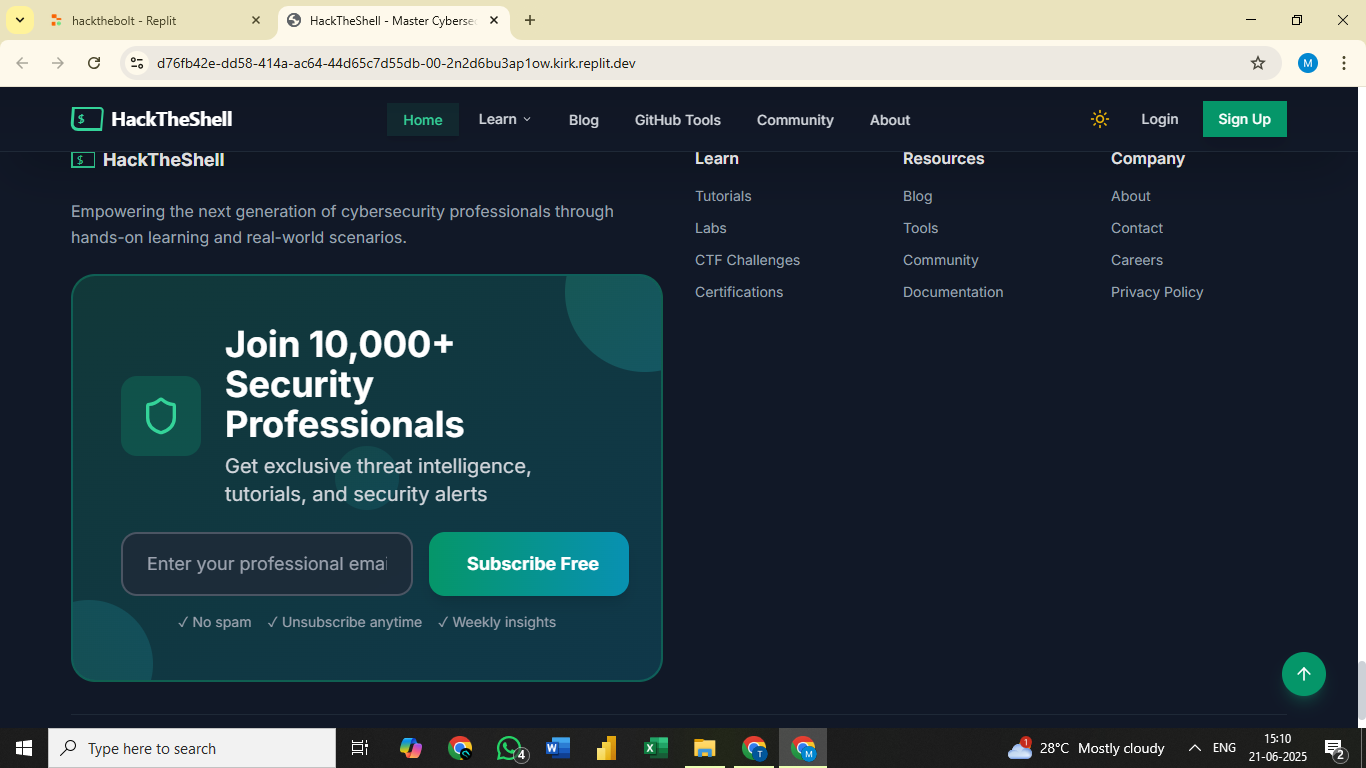 hackthebolt - Replit
HackTheShell - Master Cyberse
d76fb42e-dd58-414a-ac64-44d65c7d55db-00-2n2d6bu3ap1ow.kirk.replit.dev
M
$
HackTheShell
Home
Learn
Blog
GitHub Tools
Community
About
Login
Sign Up
$
HackTheShell
Empowering the next generation of cybersecurity professionals through
hands-on learning and real-world scenarios.
Join 10,000+
Security
Professionals
Get exclusive threat intelligence,
tutorials, and security alerts
Enter your professional emai
Subscribe Free
✓ No spam
✓ Unsubscribe anytime
✓ Weekly insights
Learn
Tutorials
Labs
CTF Challenges
Certifications
Resources
Blog
Tools
Community
Documentation
Company
About
Contact
Careers
Privacy Policy
Type here to search
4
T
M
1
28°C Mostly cloudy
ENG
15:10
21-06-2025
2